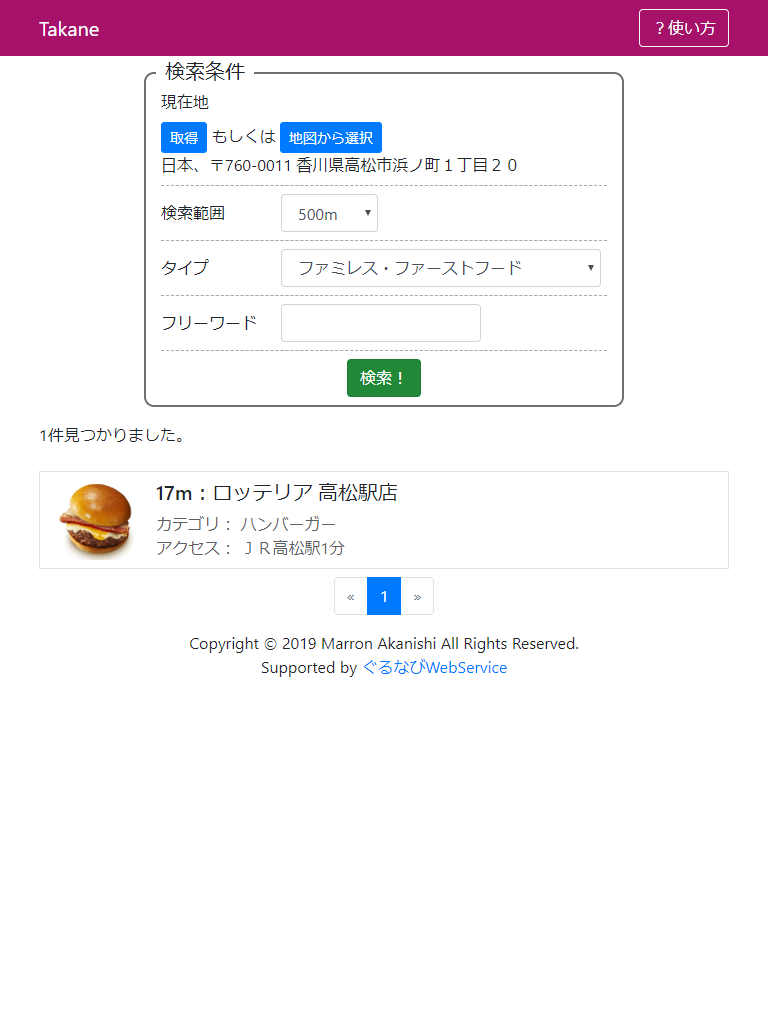 Takane
？使い方
検索条件
現在地
取得 もしくは 地図から選択
日本、〒760-0011 香川県高松市浜ノ町１丁目２０
検索範囲 500m
タイプ ファミレス・ファーストフード
フリーワード
検索！
1件見つかりました。
17m：ロッテリア 高松駅店
カテゴリ： ハンバーガー
アクセス： ＪＲ高松駅1分
« 1 »
Copyright © 2019 Marron Akanishi All Rights Reserved.
Supported by ぐるなびWebService